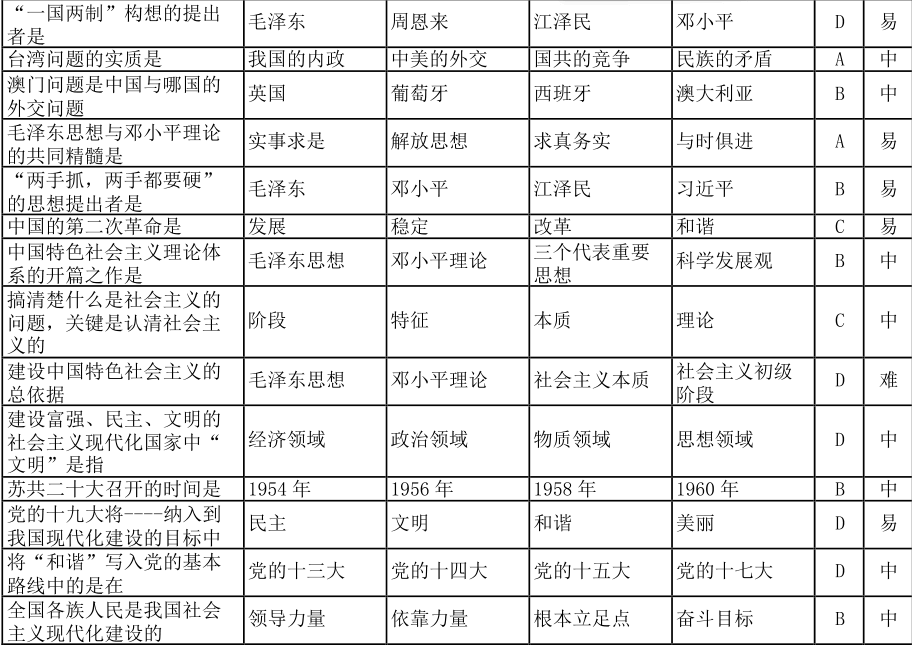 “一国两制”构想的提出
者是
毛泽东
周恩来
江泽民
邓小平
D
易
台湾问题的实质是
我国的内政
中美的外交
国共的竞争
民族的矛盾
A
中
澳门问题是中国与哪国的
外交问题
英国
葡萄牙
西班牙
澳大利亚
B
中
毛泽东思想与邓小平理论
的共同精髓是
实事求是
解放思想
求真务实
与时俱进
A
易
“两手抓，两手都要硬”
的思想提出者是
毛泽东
邓小平
江泽民
习近平
B
易
中国的第二次革命是
发展
稳定
改革
和谐
C
易
中国特色社会主义理论体
系的开篇之作是
毛泽东思想
邓小平理论
三个代表重要
思想
科学发展观
B
中
搞清楚什么是社会主义的
问题，关键是认清社会主
义的
阶段
特征
本质
理论
C
中
建设中国特色社会主义的
总依据
毛泽东思想
邓小平理论
社会主义本质
社会主义初级
阶段
D
难
建设富强、民主、文明的
社会主义现代化国家中“
文明”是指
经济领域
政治领域
物质领域
思想领域
D
中
苏共二十大召开的时间是
1954 年
1956 年
1958 年
1960 年
B
中
党的十九大将----纳入到
我国现代化建设的目标中
民主
文明
和谐
美丽
D
易
将“和谐”写入党的基本
路线中的是在
党的十三大
党的十四大
党的十五大
党的十七大
D
中
全国各族人民是我国社会
主义现代化建设的
领导力量
依靠力量
根本立足点
奋斗目标
B
中